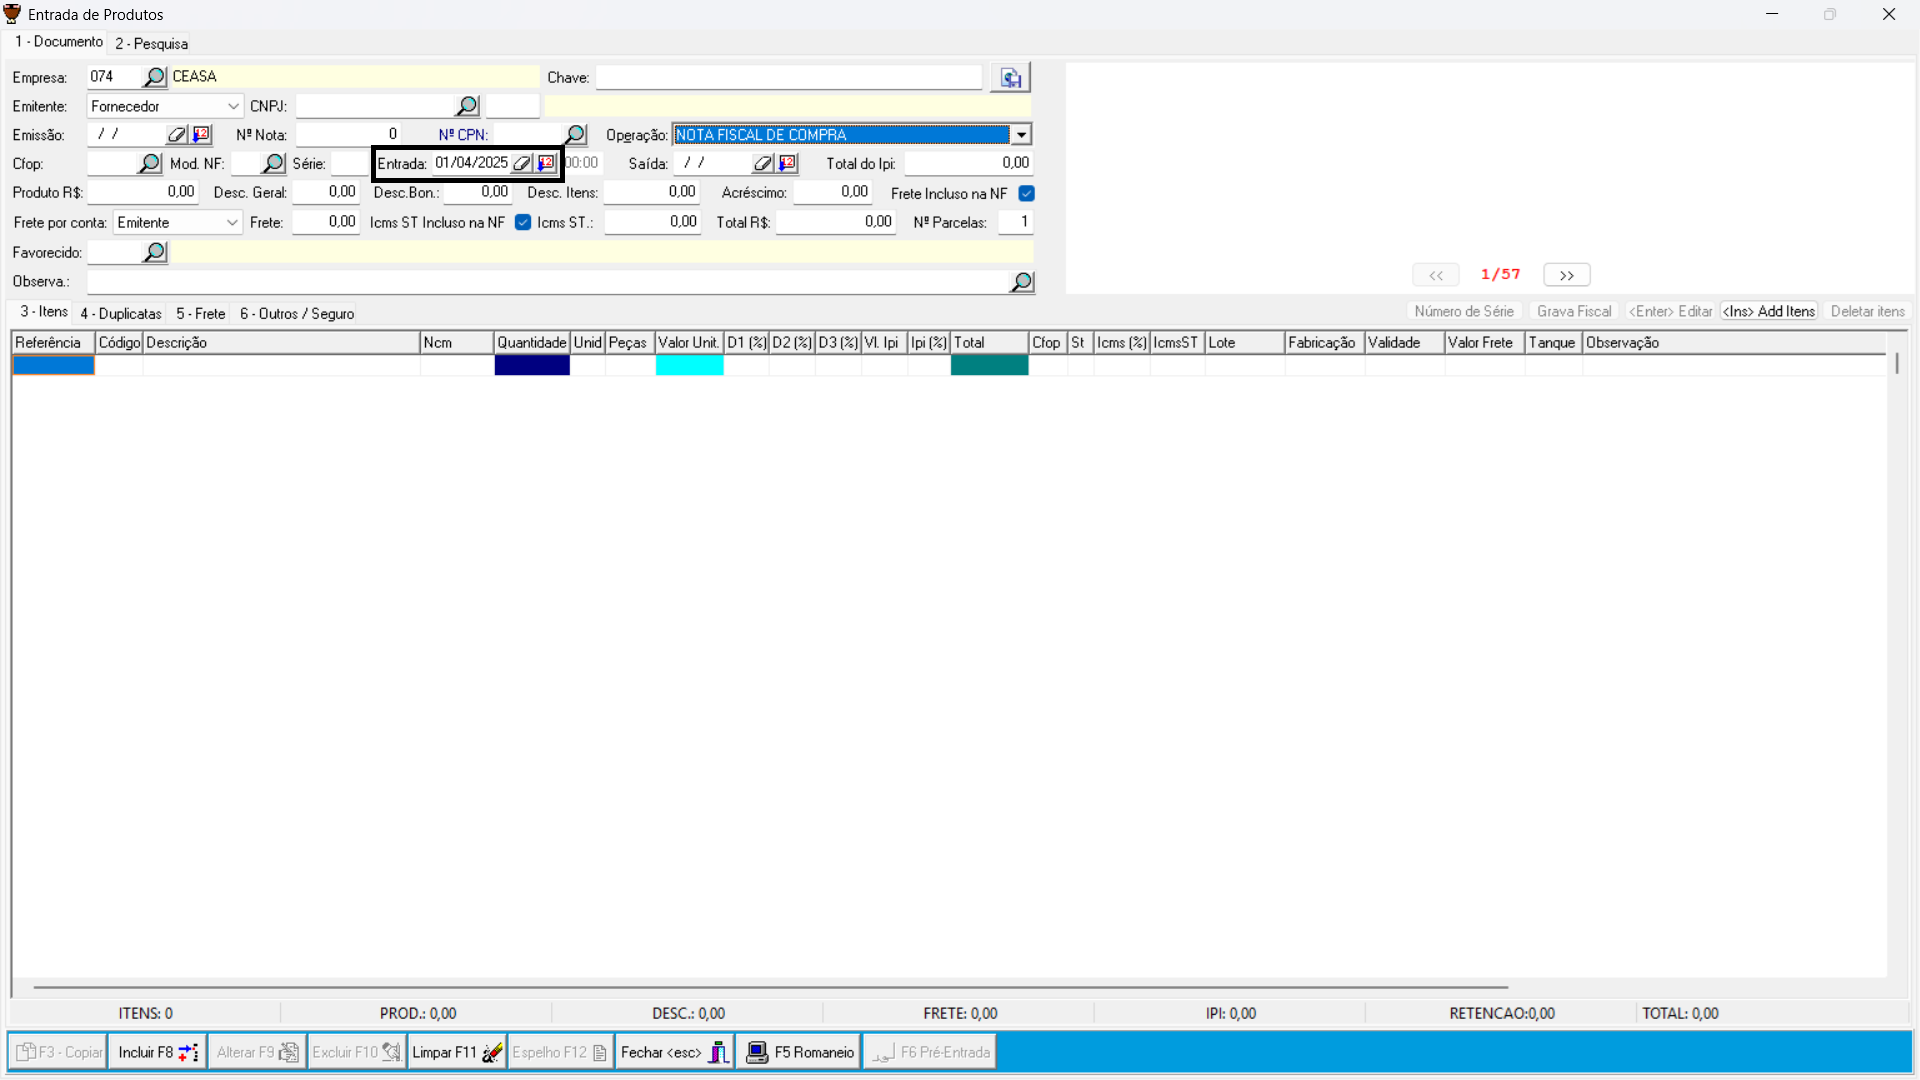 Entrada de Produtos
1 - Documento 2 - Pesquisa
Empresa: 074 CEASA Chave:
Emitente: Fornecedor CNPJ:
Emissão: / / 12 Nº Nota: 0 Nº CPN: Operação: NOTA FISCAL DE COMPRA
Cfop: Mod. NF: Série: Entrada: 01/04/2025 12 00:00 Saída: / / 12 Total do Ipi: 0,00
Produto R$: 0,00 Desc. Geral: 0,00 Desc.Bon.: 0,00 Desc. Itens: 0,00 Acréscimo: 0,00 Frete Incluso na NF
Frete por conta: Emitente Frete: 0,00 Icms ST Incluso na NF Icms ST.: 0,00 Total R$: 0,00 Nº Parcelas: 1
Favorecido:
Observa.:
<< 1/57 >>
3 - Itens 4 - Duplicatas 5 - Frete 6 - Outros / Seguro Número de Série Grava Fiscal <Enter> Editar <Ins> Add Itens Deletar itens
Referência Código Descrição Ncm Quantidade Unid Peças Valor Unit. D1 (%) D2 (%) D3 (%) Vl. Ipi Ipi (%) Total Cfop St Icms (%) IcmsST Lote Fabricação Validade Valor Frete Tanque Observação
ITENS: 0 PROD.: 0,00 DESC.: 0,00 FRETE: 0,00 IPI: 0,00 RETENCAO:0,00 TOTAL: 0,00
F3 - Copiar Incluir F8 Alterar F9 Excluir F10 Limpar F11 Espelho F12 Fechar <esc> F5 Romaneio F6 Pré-Entrada